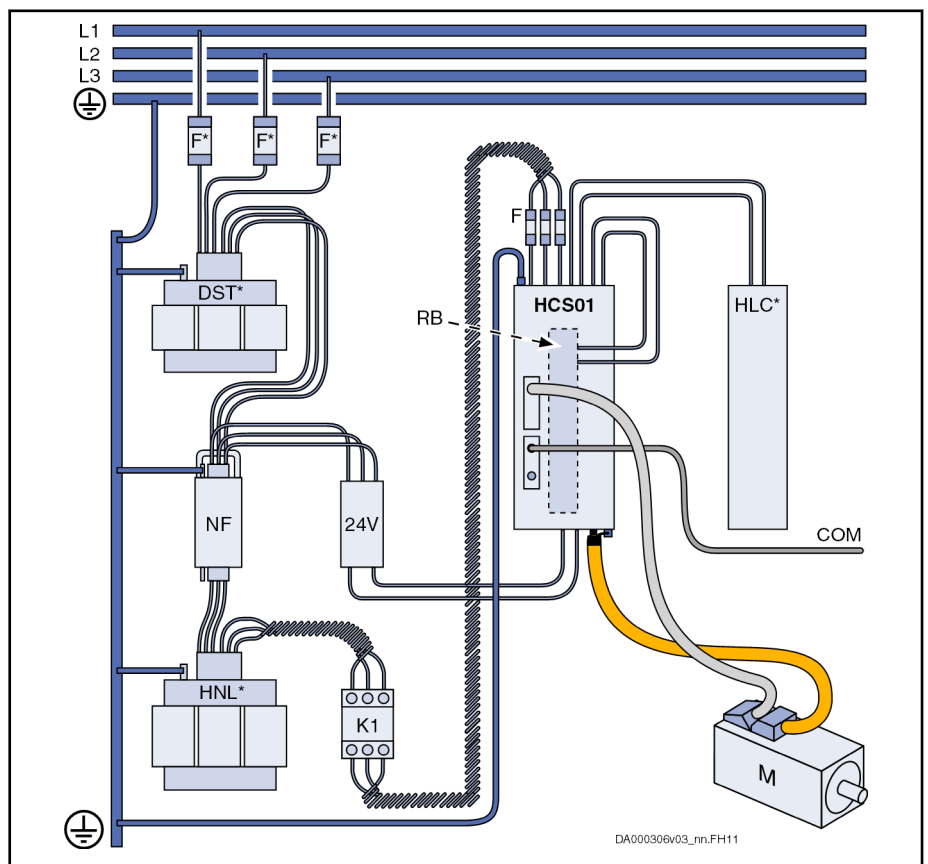 L1
L2
L3
F* F* F*
F
DST*
HCS01
HLC*
RB
NF
24V
COM
HNL*
K1
M
DA000306v03_nn.FH11